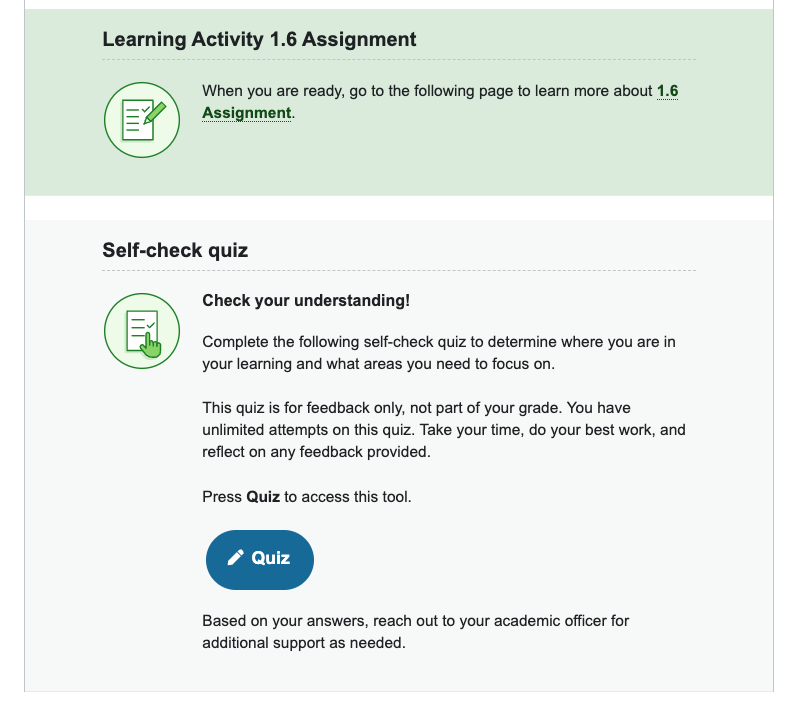 Learning Activity 1.6 Assignment
When you are ready, go to the following page to learn more about 1.6
Assignment.
Self-check quiz
Check your understanding!
Complete the following self-check quiz to determine where you are in
your learning and what areas you need to focus on.
This quiz is for feedback only, not part of your grade. You have
unlimited attempts on this quiz. Take your time, do your best work, and
reflect on any feedback provided.
Press Quiz to access this tool.
Quiz
Based on your answers, reach out to your academic officer for
additional support as needed.